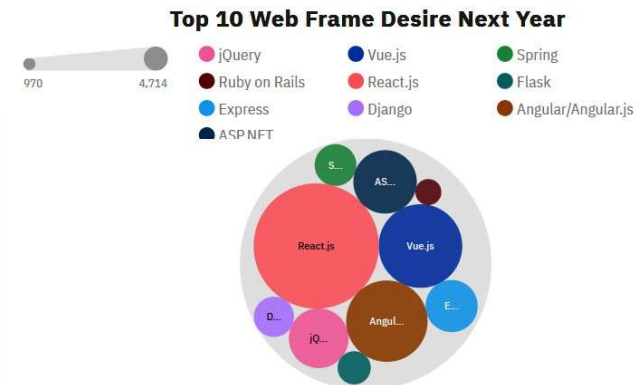 Top 10 Web Frame Desire Next Year
970 4,714
jQuery Vue.js Spring
Ruby on Rails React.js Flask
Express Django Angular/Angular.js
ASP.NET
S...
AS...
React.js Vue.js
E...
D...
Angul...
jQ...